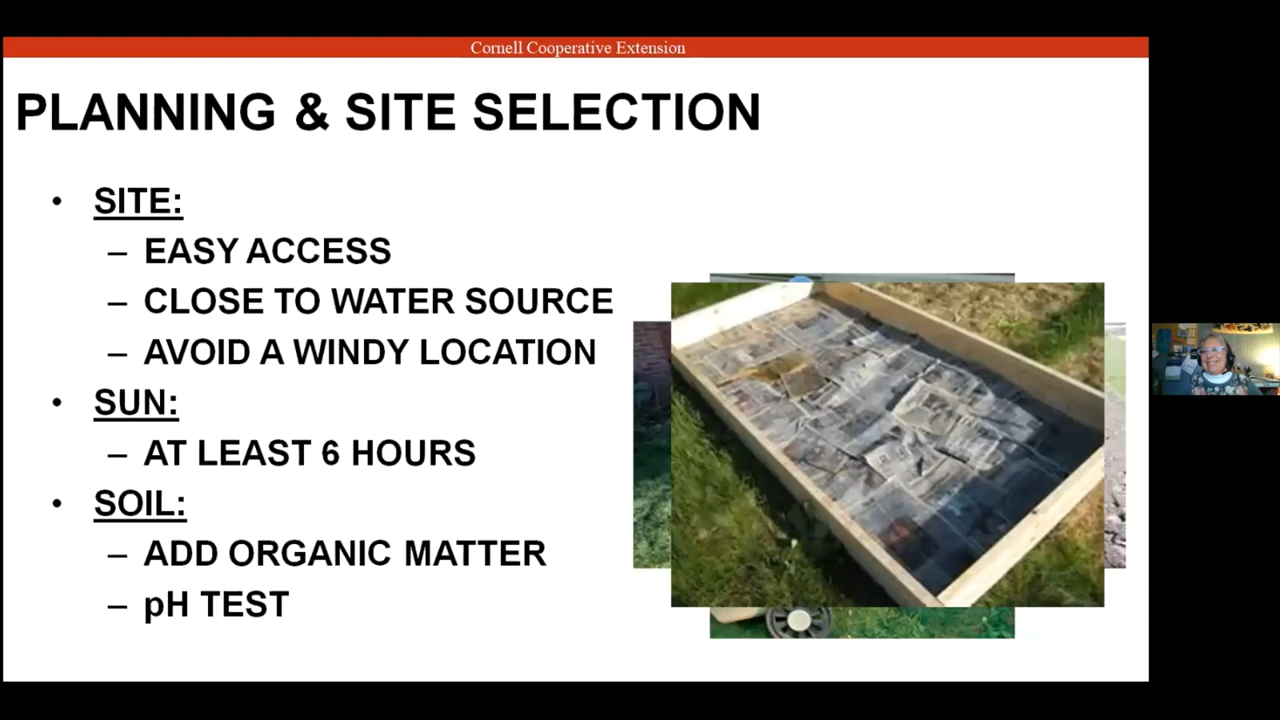 Cornell Cooperative Extension
PLANNING & SITE SELECTION
• SITE:
– EASY ACCESS
– CLOSE TO WATER SOURCE
– AVOID A WINDY LOCATION
• SUN:
– AT LEAST 6 HOURS
• SOIL:
– ADD ORGANIC MATTER
– pH TEST